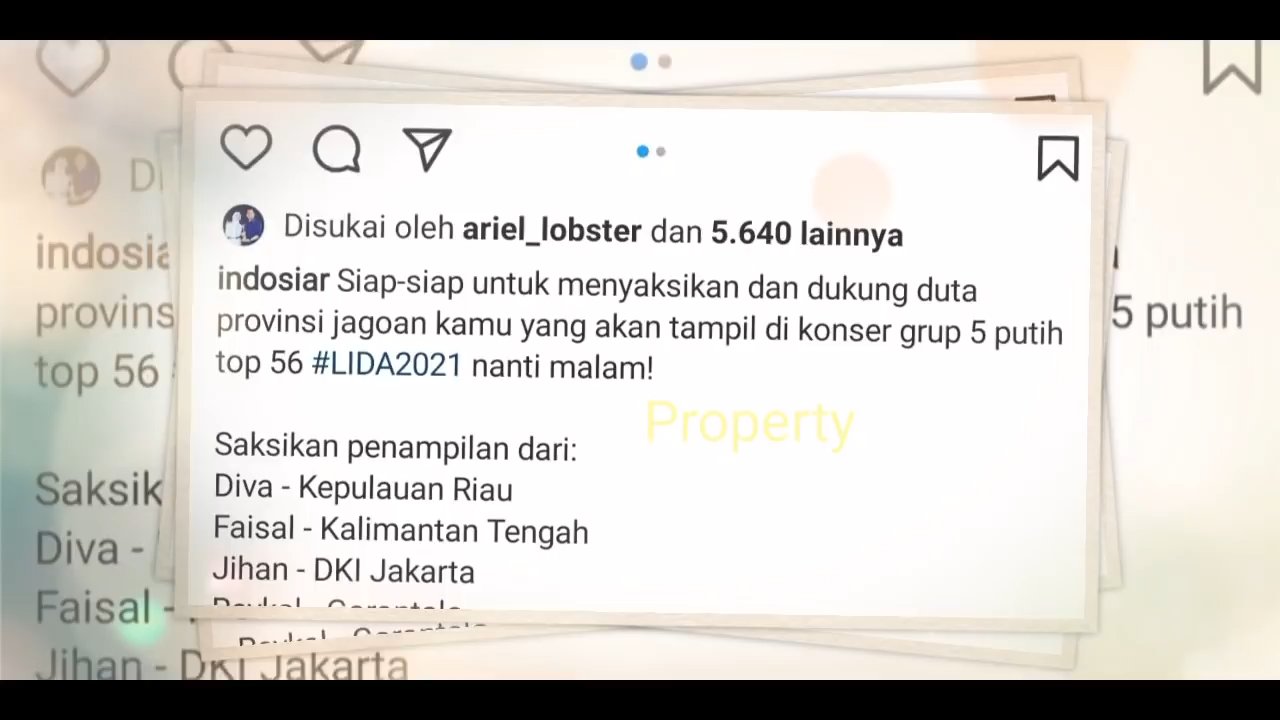 Disukai oleh ariel_lobster dan 5.640 lainnya
indosiar Siap-siap untuk menyaksikan dan dukung duta
provinsi jagoan kamu yang akan tampil di konser grup 5 putih
top 56 #LIDA2021 nanti malam!
Property
Saksikan penampilan dari:
Diva - Kepulauan Riau
Faisal - Kalimantan Tengah
Jihan - DKI Jakarta